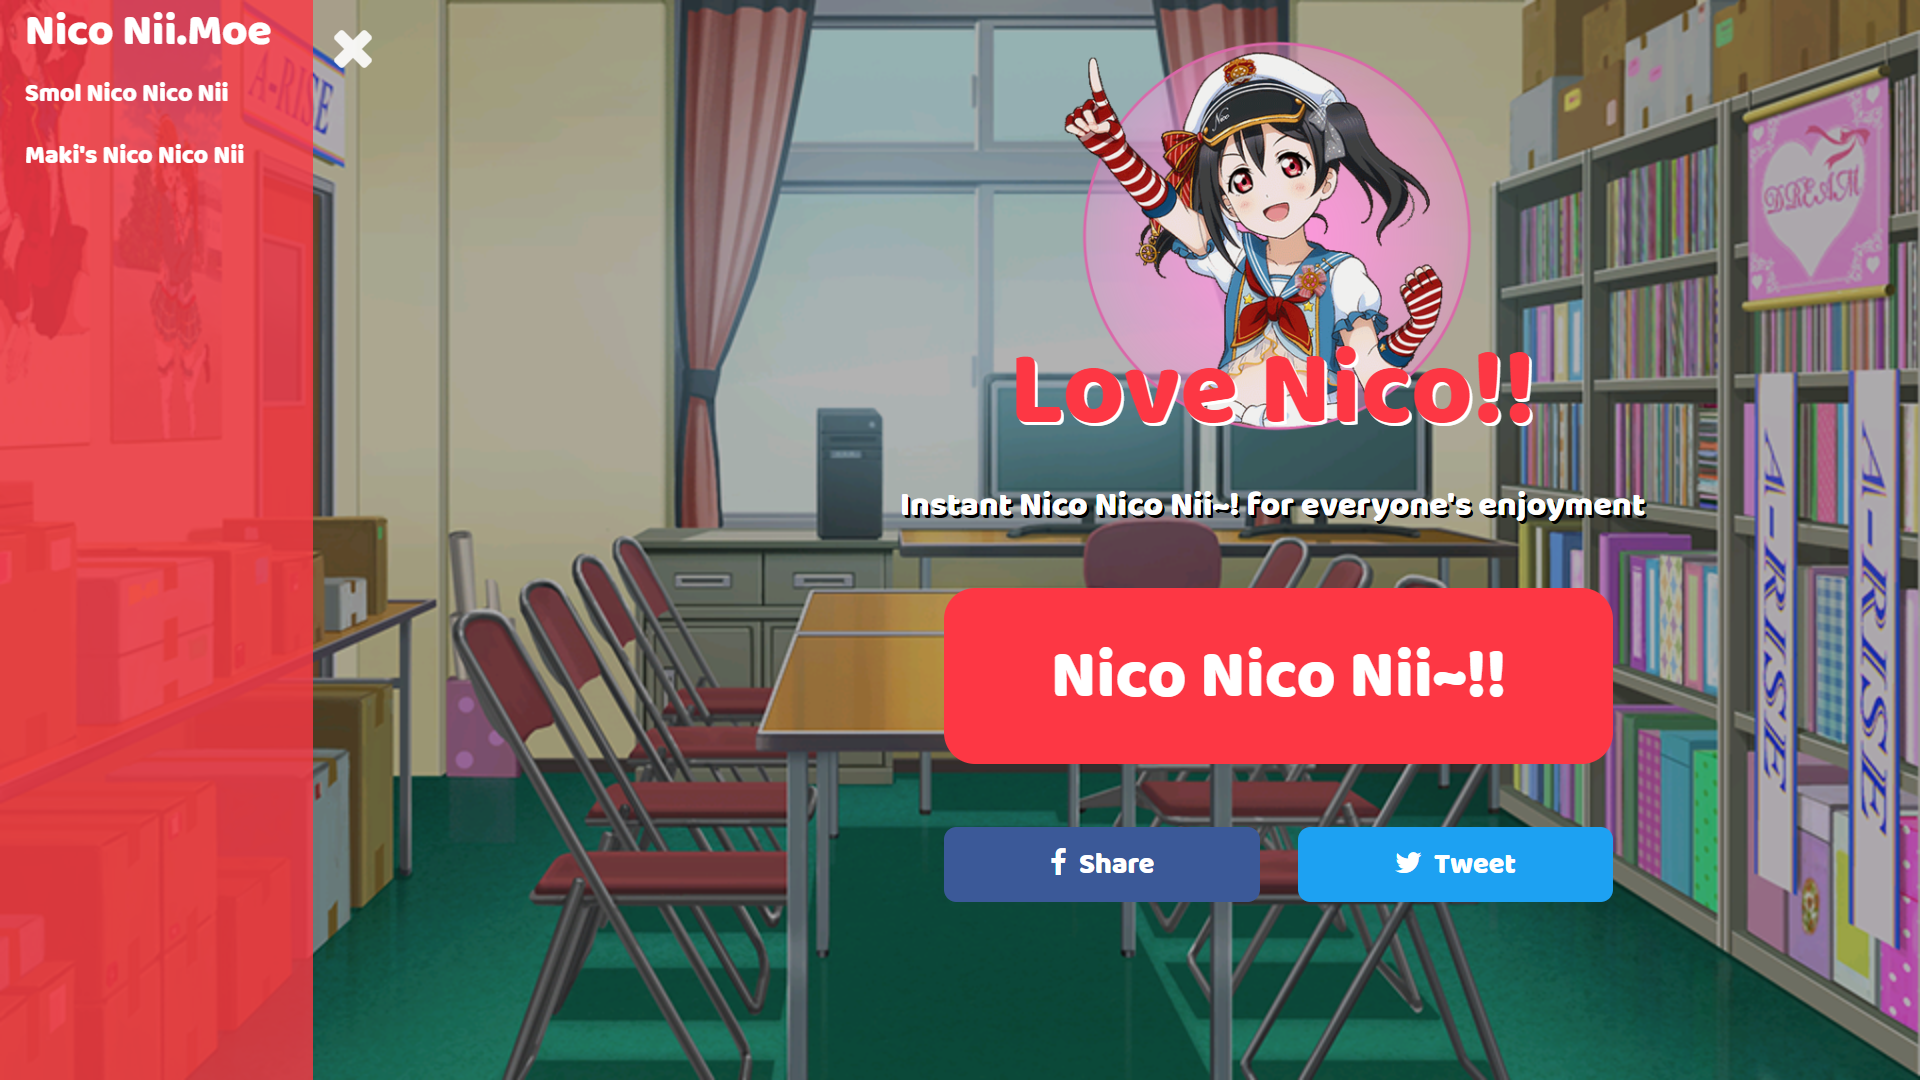 Nico Nii.Moe
Smol Nico Nico Nii
Maki's Nico Nico Nii
A-RISE
Nico
DREAM
Love Nico!!
Instant Nico Nico Nii~! for everyone's enjoyment
Nico Nico Nii~!!
Share
Tweet
A-RISE
A-RISE